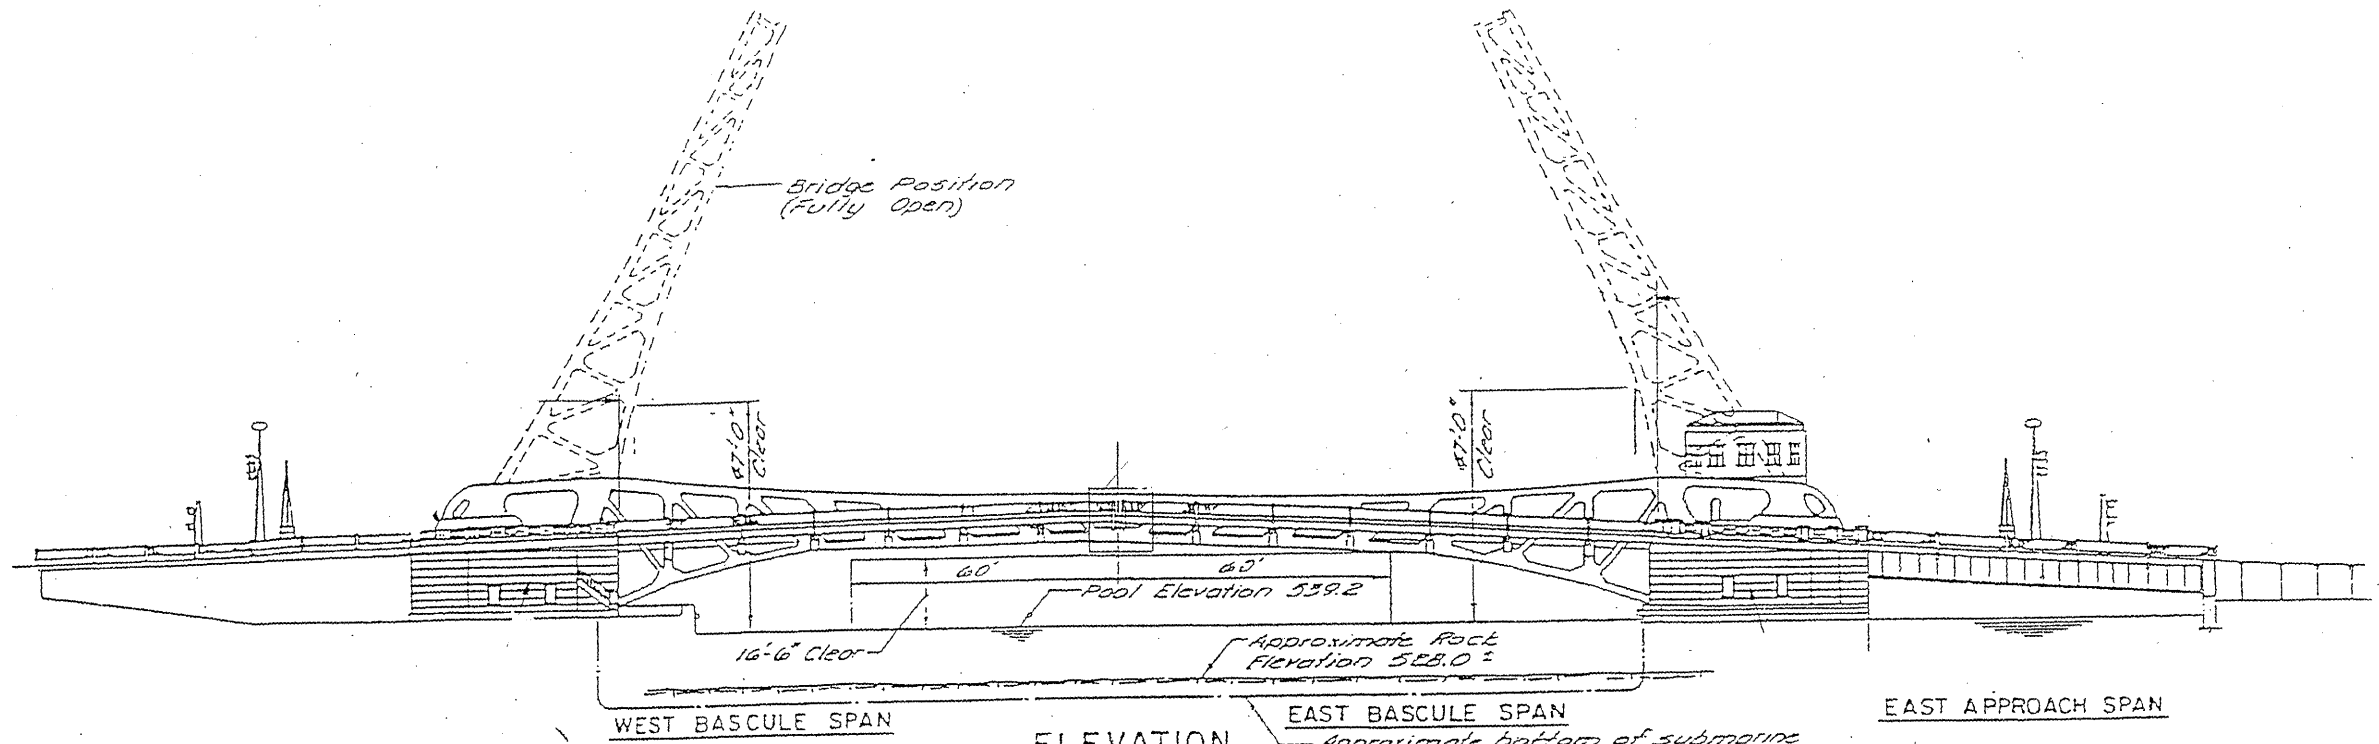 Bridge Position
(Fully Open)
47'-0"
Clear
47'-0"
Clear
60'
60'
Pool Elevation 539.2
16'-6" Clear
Approximate Rock
Elevation 528.0 ±
WEST BASCULE SPAN
EAST BASCULE SPAN
EAST APPROACH SPAN
ELEVATION
Approximate bottom of submarine